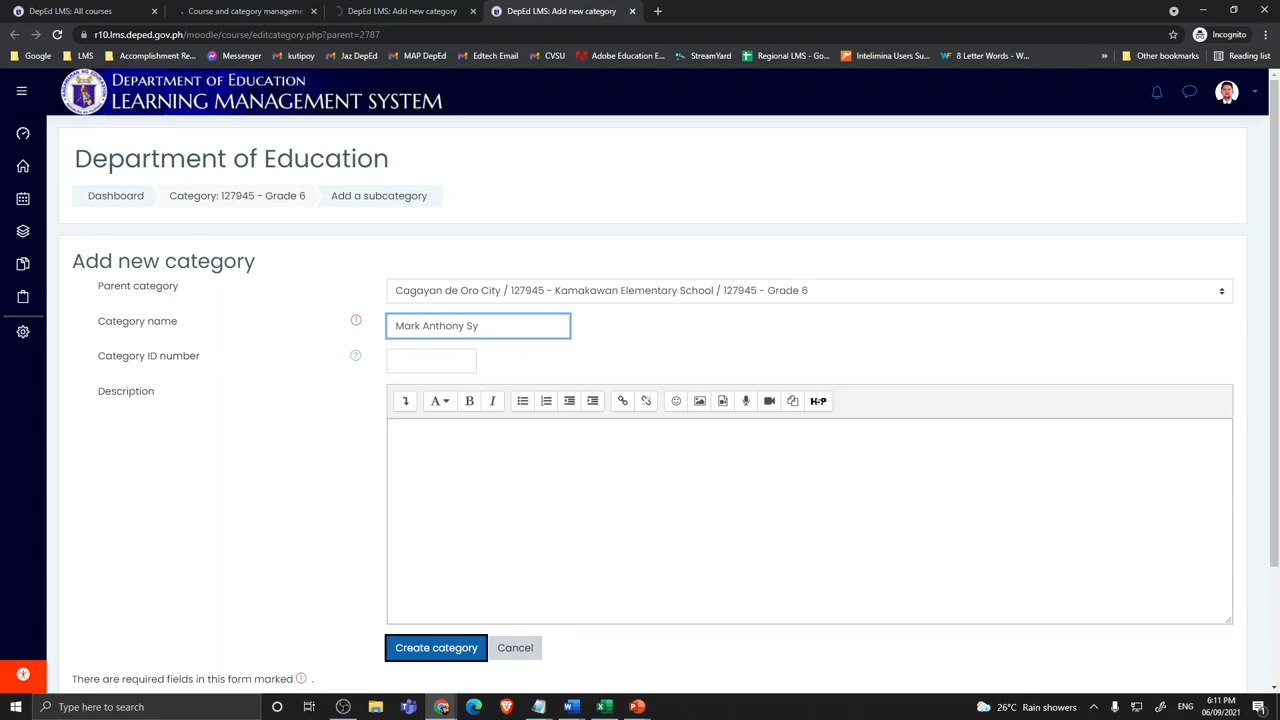 DepEd LMS: All courses
Course and category manageme
DepEd LMS: Add new category
DepEd LMS: Add new category
r10.lms.deped.gov.ph/moodle/course/editcategory.php?parent=2787
Incognito
Google
LMS
Accomplishment Re...
Messenger
kutipoy
Jaz DepEd
MAP DepEd
Edtech Email
CVSU
Adobe Education E...
StreamYard
Regional LMS - Goo...
Intelimina Users Su...
8 Letter Words - W...
»
Other bookmarks
Reading list
DEPARTMENT OF EDUCATION
LEARNING MANAGEMENT SYSTEM
Department of Education
Dashboard
Category: 127945 - Grade 6
Add a subcategory
Add new category
Parent category
Cagayan de Oro City / 127945 - Kamakawan Elementary School / 127945 - Grade 6
Category name
Mark Anthony Sy
Category ID number
Description
A
B
I
H-P
Create category
Cancel
There are required fields in this form marked .
Type here to search
26°C Rain showers
ENG
6:11 PM
06/09/2021